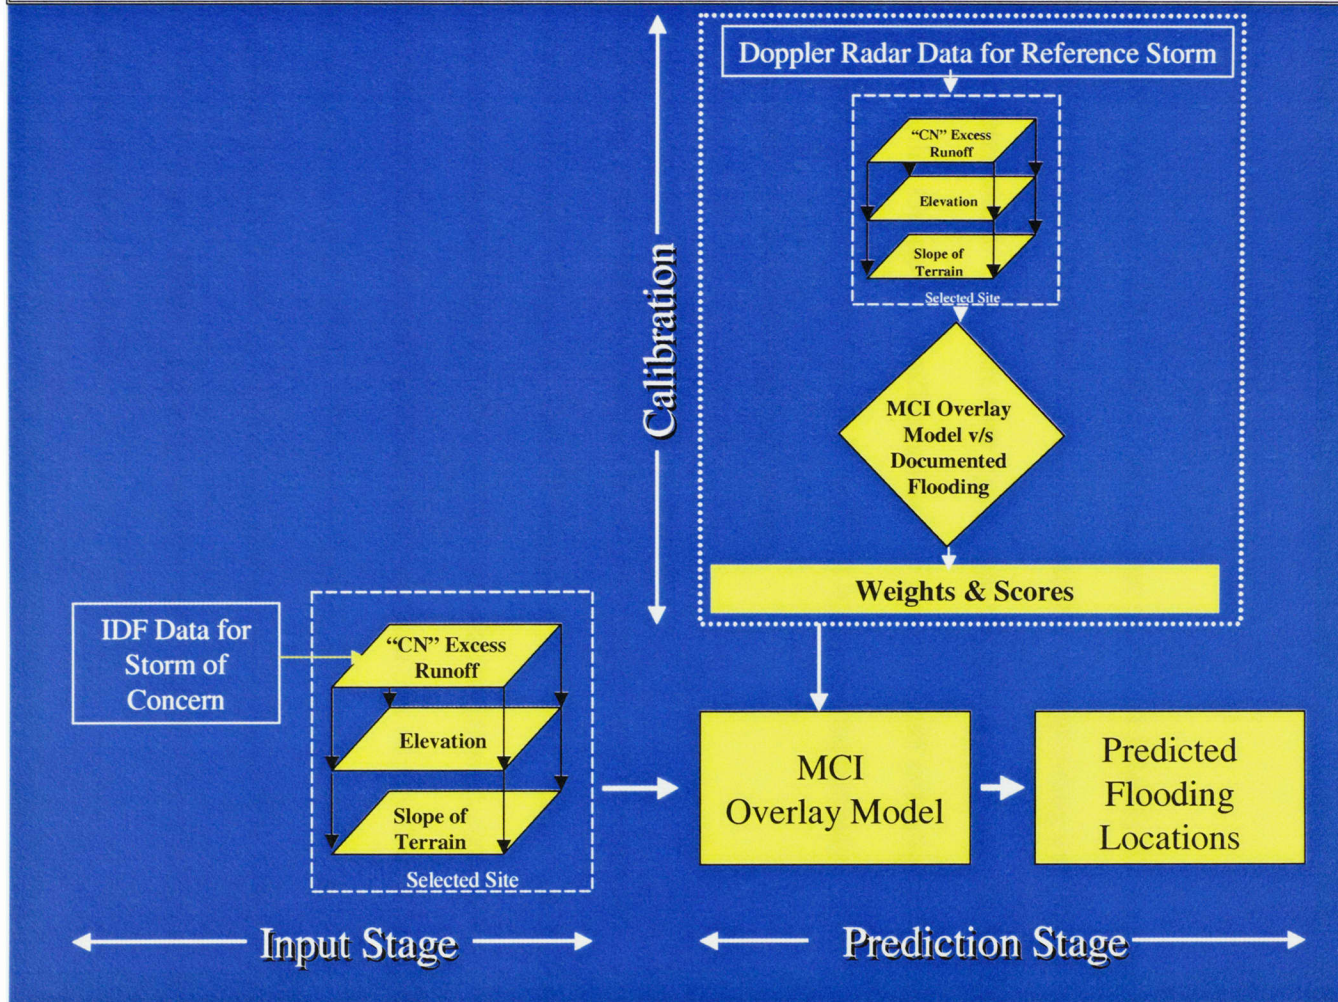 Doppler Radar Data for Reference Storm
“CN” Excess
Runoff
Elevation
Slope of
Terrain
Selected Site
Calibration
MCI Overlay
Model v/s
Documented
Flooding
Weights & Scores
IDF Data for
Storm of
Concern
“CN” Excess
Runoff
Elevation
Slope of
Terrain
Selected Site
MCI
Overlay Model
Predicted
Flooding
Locations
Input Stage
Prediction Stage